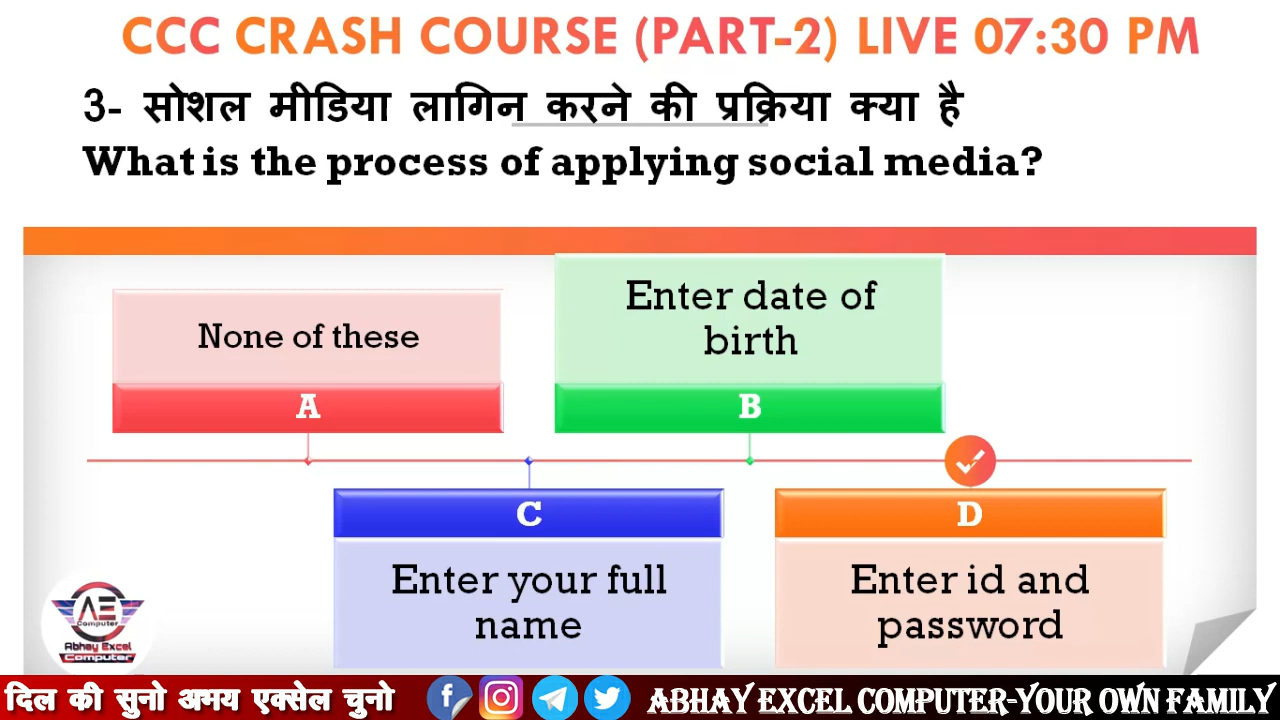 CCC CRASH COURSE (PART-2) LIVE 07:30 PM
3- सोशल मीडिया लागिन करने की प्रक्रिया क्या है
What is the process of applying social media?
None of these
A
Enter date of
birth
B
C
Enter your full
name
D
Enter id and
password
AE
Computer
Abhay Excel
Computer
दिल की सुनो अभय एक्सेल चुनो
ABHAY EXCEL COMPUTER-YOUR OWN FAMILY